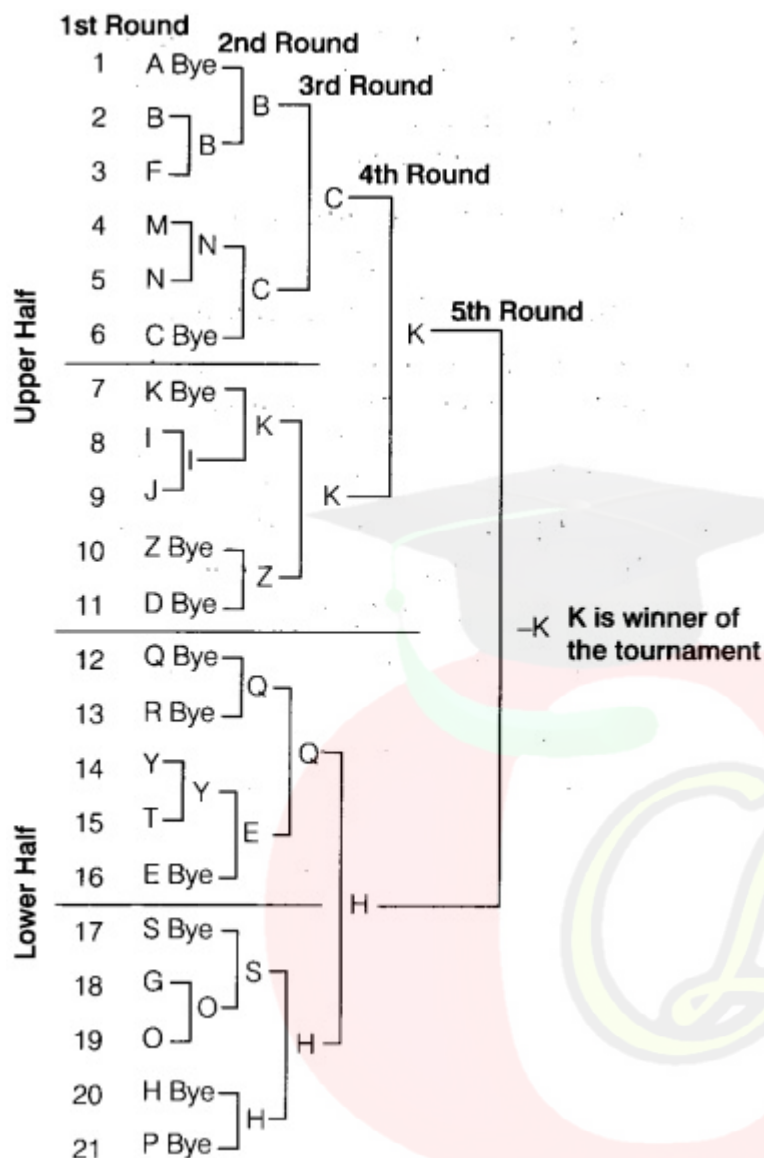 1st Round
2nd Round
3rd Round
4th Round
5th Round
Upper Half
Lower Half
1 A Bye
B
2 B
B
3 F
C
4 M
N
5 N
C
6 C Bye
K
7 K Bye
K
8 I
I
9 J
K
10 Z Bye
Z
11 D Bye
–K K is winner of
the tournament
12 Q Bye
Q
13 R Bye
Q
14 Y
Y
15 T
E
16 E Bye
H
17 S Bye
S
18 G
O
19 O
H
20 H Bye
H
21 P Bye